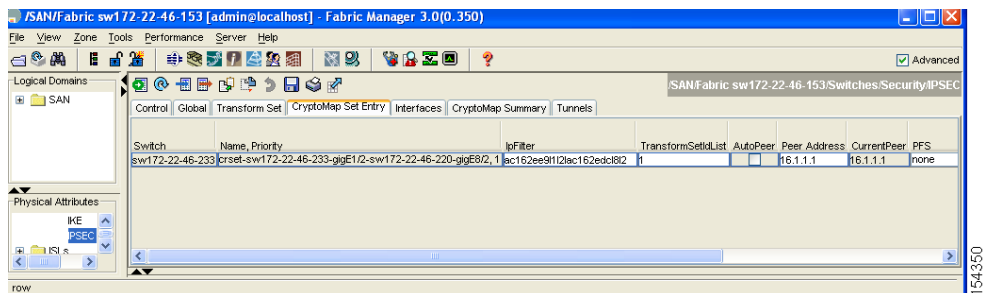 /SAN/Fabric sw172-22-46-153 [admin@localhost] - Fabric Manager 3.0(0.350)
File View Zone Tools Performance Server Help
Advanced
Logical Domains
/SAN/Fabric sw172-22-46-153/Switches/Security/IPSEC
SAN
Control Global Transform Set CryptoMap Set Entry Interfaces CryptoMap Summary Tunnels
Switch Name, Priority IpFilter TransformSetIdList AutoPeer Peer Address CurrentPeer PFS
sw172-22-46-233 crset-sw172-22-46-233-gigE1/2-sw172-22-46-220-gigE8/2, 1 1 16.1.1.1 16.1.1.1 none
Physical Attributes
IKE
IPSEC
ISLs
row
154350